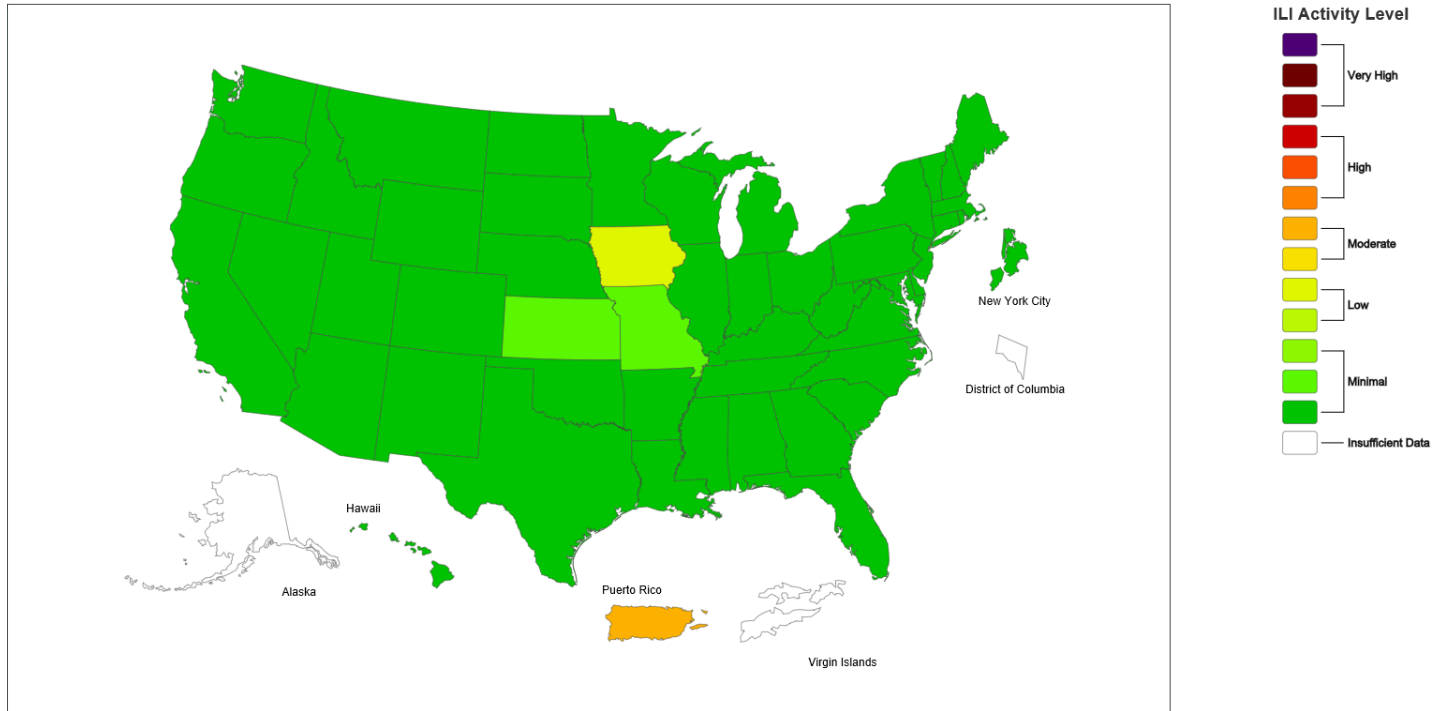 ILI Activity Level
Very High
High
Moderate
Low
Minimal
Insufficient Data
New York City
District of Columbia
Hawaii
Alaska
Puerto Rico
Virgin Islands